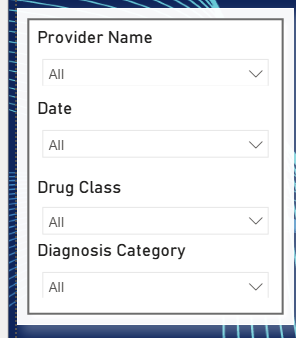 Provider Name
All
Date
All
Drug Class
All
Diagnosis Category
All